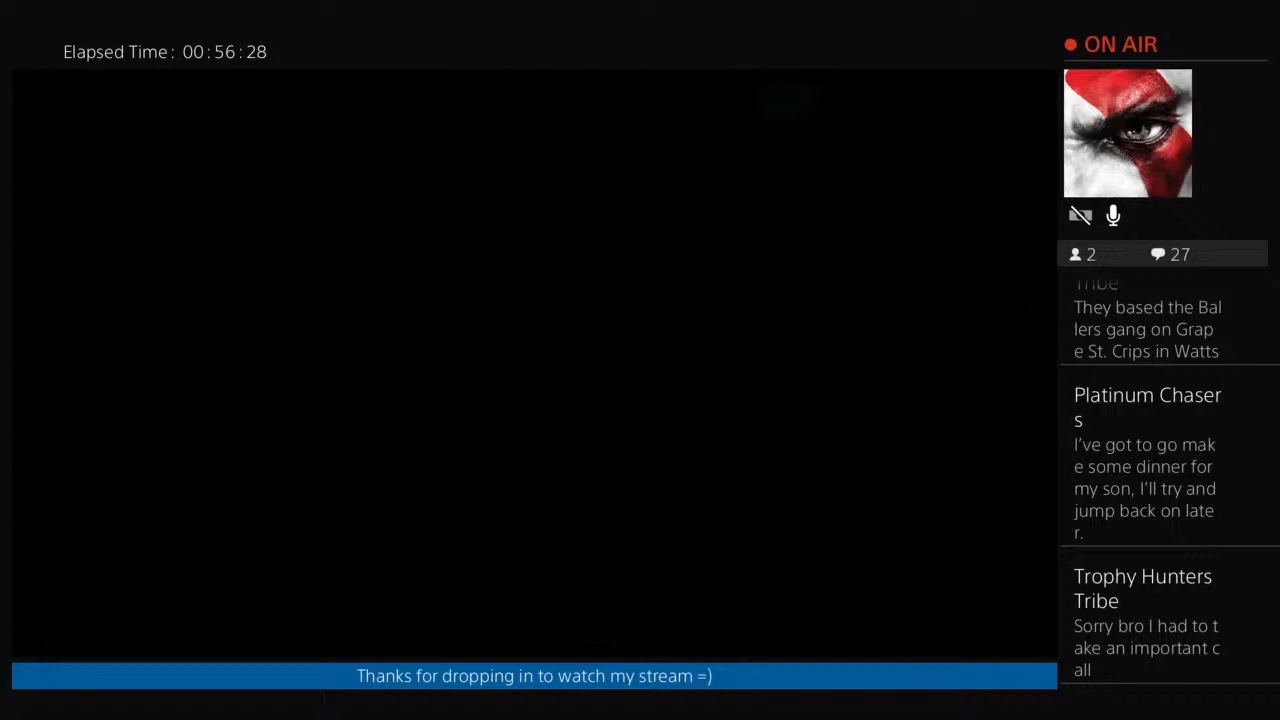 Elapsed Time: 00:56:28
ON AIR
2
27
Tribe
They based the Bal
lers gang on Grap
e St. Crips in Watts
Platinum Chaser
s
I've got to go mak
e some dinner for
my son, I'll try and
jump back on late
r.
Trophy Hunters
Tribe
Sorry bro I had to t
ake an important c
all
Thanks for dropping in to watch my stream =)